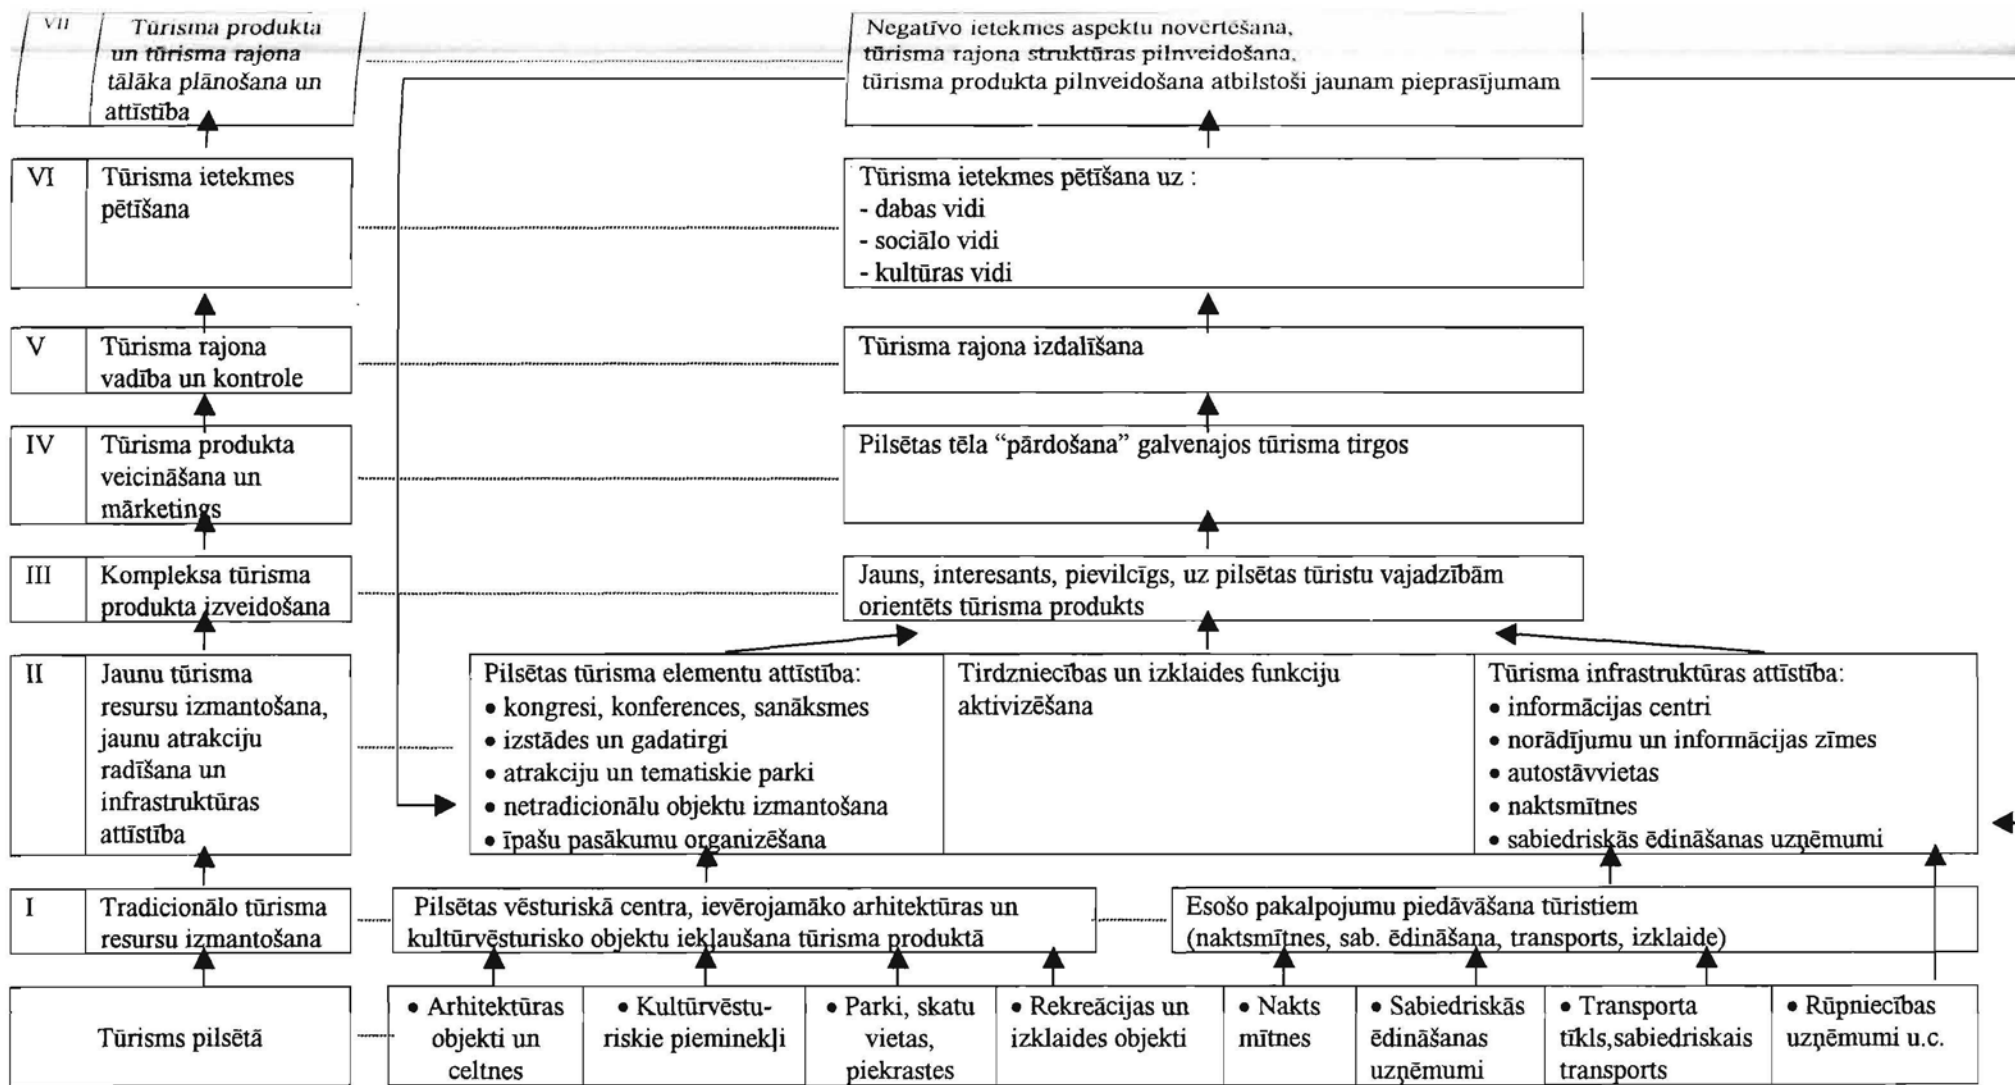 VII
Tūrisma produkta
un tūrisma rajona
tālāka plānošana un
attīstība
Negatīvo ietekmes aspektu novērtēšana,
tūrisma rajona struktūras pilnveidošana,
tūrisma produkta pilnveidošana atbilstoši jaunam pieprasījumam
VI
Tūrisma ietekmes
pētīšana
Tūrisma ietekmes pētīšana uz :
- dabas vidi
- sociālo vidi
- kultūras vidi
V
Tūrisma rajona
vadība un kontrole
Tūrisma rajona izdalīšana
IV
Tūrisma produkta
veicināšana un
mārketings
Pilsētas tēla “pārdošana” galvenajos tūrisma tirgos
III
Kompleksa tūrisma
produkta izveidošana
Jauns, interesants, pievilcīgs, uz pilsētas tūristu vajadzībām
orientēts tūrisma produkts
II
Jaunu tūrisma
resursu izmantošana,
jaunu atrakciju
radīšana un
infrastruktūras
attīstība
Pilsētas tūrisma elementu attīstība:
• kongresi, konferences, sanāksmes
• izstādes un gadatirgi
• atrakciju un tematiskie parki
• netradicionālu objektu izmantošana
• īpašu pasākumu organizēšana
Tirdzniecības un izklaides funkciju
aktivizēšana
Tūrisma infrastruktūras attīstība:
• informācijas centri
• norādījumu un informācijas zīmes
• autostāvvietas
• naktsmītnes
• sabiedriskās ēdināšanas uzņēmumi
I
Tradicionālo tūrisma
resursu izmantošana
Pilsētas vēsturiskā centra, ievērojamāko arhitektūras un
kultūrvēsturisko objektu iekļaušana tūrisma produktā
Esošo pakalpojumu piedāvāšana tūristiem
(naktsmītnes, sab. ēdināšana, transports, izklaide)
Tūrisms pilsētā
• Arhitektūras
objekti un
celtnes
• Kultūrvēstu-
riskie pieminekļi
• Parki, skatu
vietas,
piekrastes
• Rekreācijas un
izklaides objekti
• Nakts
mītnes
• Sabiedriskās
ēdināšanas
uzņēmumi
• Transporta
tīkls,sabiedriskais
transports
• Rūpniecības
uzņēmumi u.c.